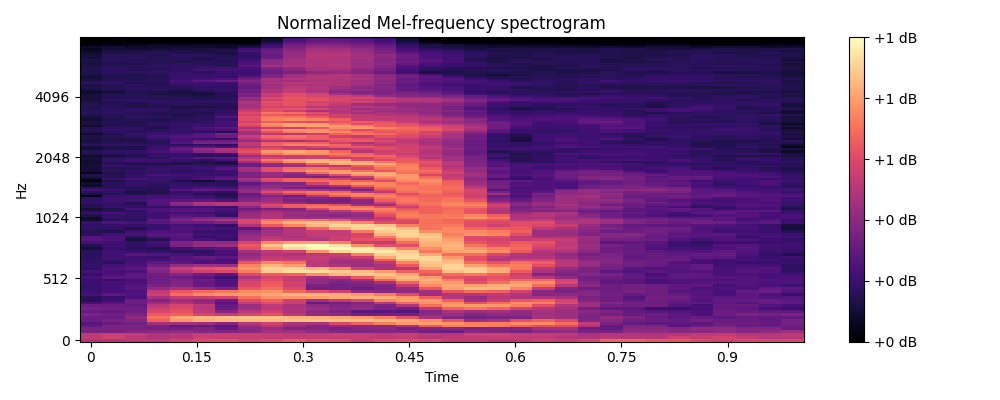 Normalized Mel-frequency spectrogram
Hz
4096
2048
1024
512
0
0
0.15
0.3
0.45
0.6
0.75
0.9
Time
+1 dB
+1 dB
+1 dB
+0 dB
+0 dB
+0 dB